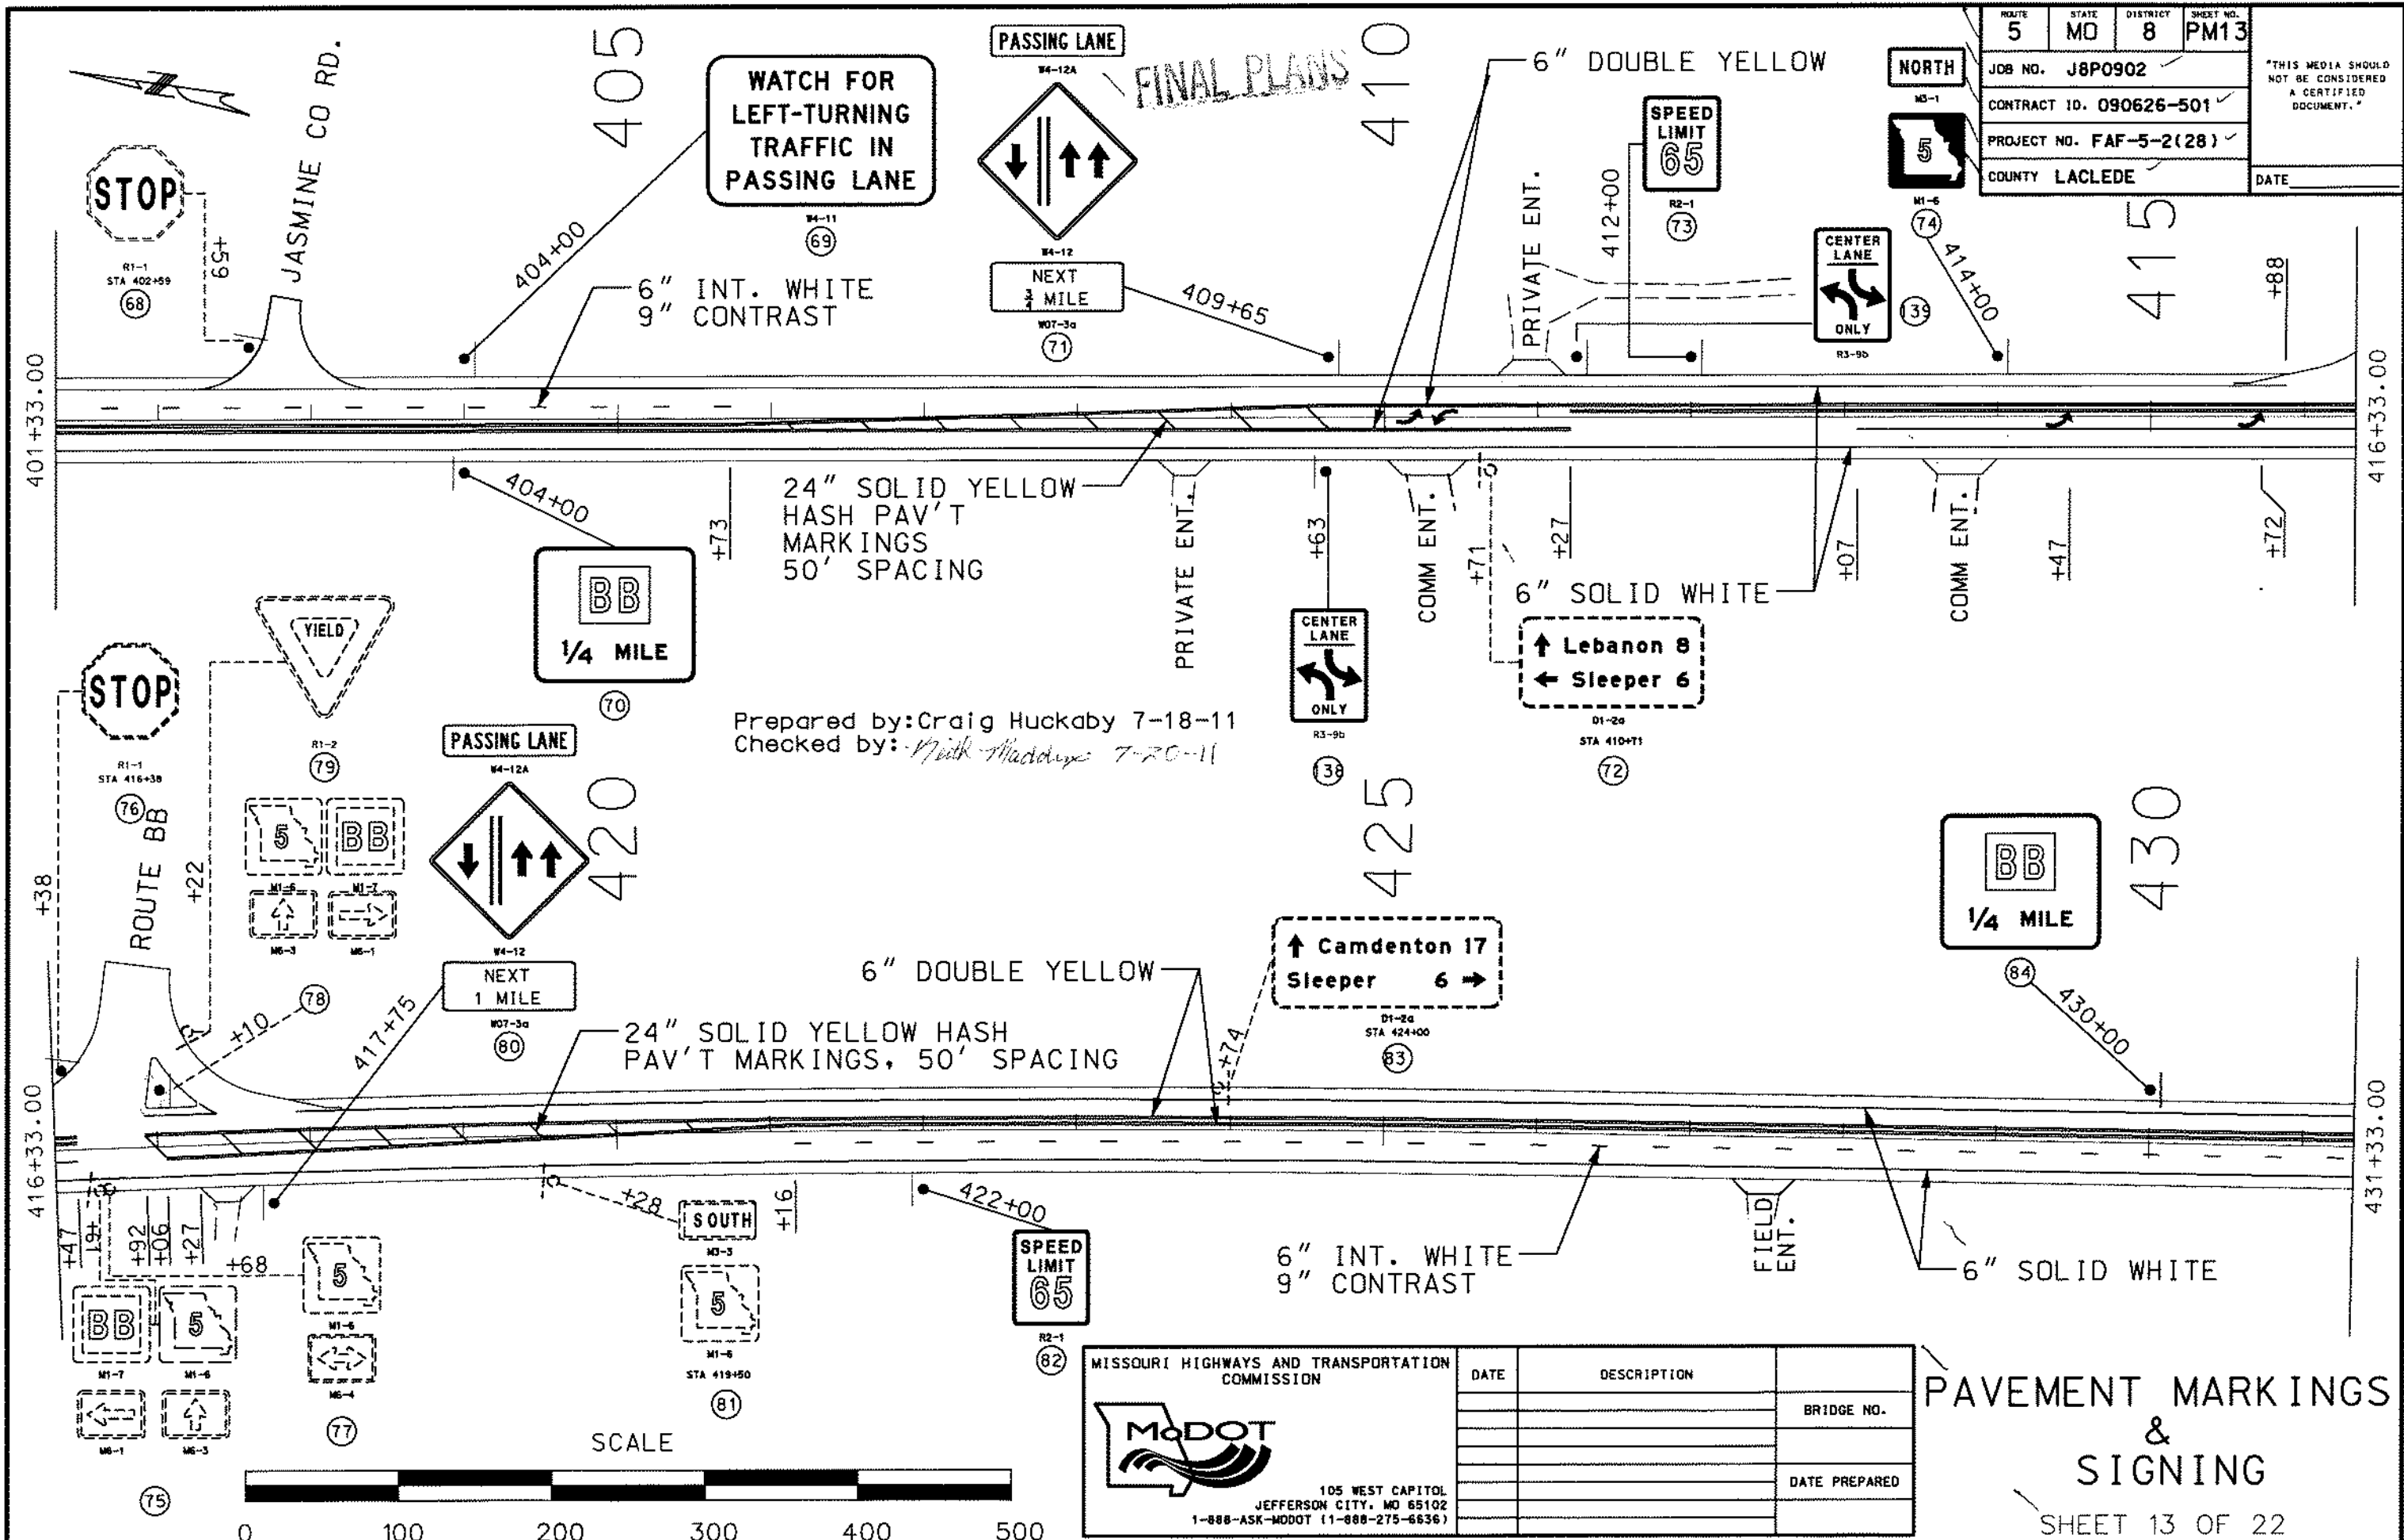 ROUTE
5
STATE
MO
DISTRICT
8
SHEET NO.
PM13
JOB NO. J8P0902
CONTRACT ID. 090626-501
PROJECT NO. FAF-5-2(28)
COUNTY LACLEDE
"THIS MEDIA SHOULD
NOT BE CONSIDERED
A CERTIFIED
DOCUMENT."
DATE
FINAL PLANS
405
410
415
JASMINE CO RD.
STOP
R1-1
STA 402+59
68
+59
WATCH FOR
LEFT-TURNING
TRAFFIC IN
PASSING LANE
W4-11
69
404+00
6" INT. WHITE
9" CONTRAST
PASSING LANE
W4-12A
W4-12
NEXT
3/4 MILE
W07-3a
71
409+65
6" DOUBLE YELLOW
PRIVATE ENT.
412+00
SPEED
LIMIT
65
R2-1
73
CENTER
LANE
ONLY
R3-9b
139
NORTH
M3-1
5
M1-6
74
414+00
+88
401+33.00
416+33.00
404+00
BB
1/4 MILE
70
+73
24" SOLID YELLOW
HASH PAV'T
MARKINGS
50' SPACING
PRIVATE ENT.
+63
CENTER
LANE
ONLY
R3-9b
138
COMM ENT.
+71
+27
6" SOLID WHITE
Lebanon 8
Sleeper 6
D1-2a
STA 410+71
72
+07
COMM ENT.
+47
+72
Prepared by:Craig Huckaby 7-18-11
Checked by: Keith Maddux 7-20-11
420
425
430
STOP
R1-1
STA 416+38
76
+38
ROUTE BB
YIELD
R1-2
79
+22
5
BB
M1-6
M1-7
M6-3
M6-1
78
+10
PASSING LANE
W4-12A
W4-12
NEXT
1 MILE
W07-3a
80
417+75
24" SOLID YELLOW HASH
PAV'T MARKINGS, 50' SPACING
6" DOUBLE YELLOW
Camdenton 17
Sleeper 6
D1-2a
STA 424+00
83
+74
BB
1/4 MILE
84
430+00
416+33.00
431+33.00
+47
+61
+92
+06
+27
+68
BB
5
M1-7
M1-6
M6-1
M6-3
75
5
M1-6
M6-4
77
+28
SOUTH
M3-3
5
M1-6
STA 419+50
81
+16
422+00
SPEED
LIMIT
65
R2-1
82
6" INT. WHITE
9" CONTRAST
FIELD
ENT.
6" SOLID WHITE
SCALE
0 100 200 300 400 500
MISSOURI HIGHWAYS AND TRANSPORTATION
COMMISSION
MoDOT
105 WEST CAPITOL
JEFFERSON CITY, MO 65102
1-888-ASK-MODOT (1-888-275-6636)
DATE
DESCRIPTION
BRIDGE NO.
DATE PREPARED
PAVEMENT MARKINGS
&
SIGNING
SHEET 13 OF 22